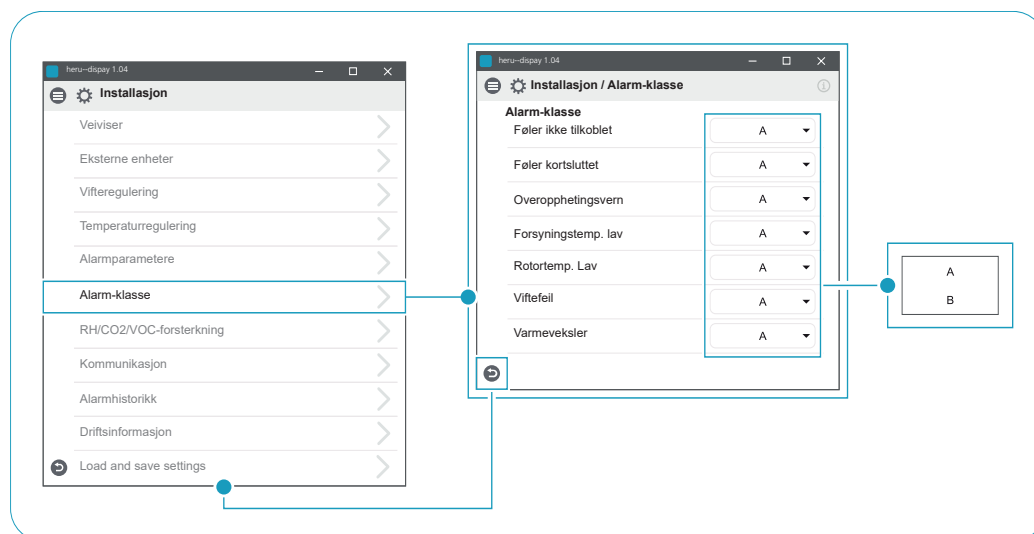 heru--dispay 1.04
Installasjon
Veiviser
Eksterne enheter
Vifteregulering
Temperaturregulering
Alarmparametere
Alarm-klasse
RH/CO2/VOC-forsterkning
Kommunikasjon
Alarmhistorikk
Driftsinformasjon
Load and save settings
heru--dispay 1.04
Installasjon / Alarm-klasse
Alarm-klasse
Føler ikke tilkoblet A
Føler kortsluttet A
Overopphetingsvern A
Forsyningstemp. lav A
Rotortemp. Lav A
Viftefeil A
Varmeveksler A
A
B